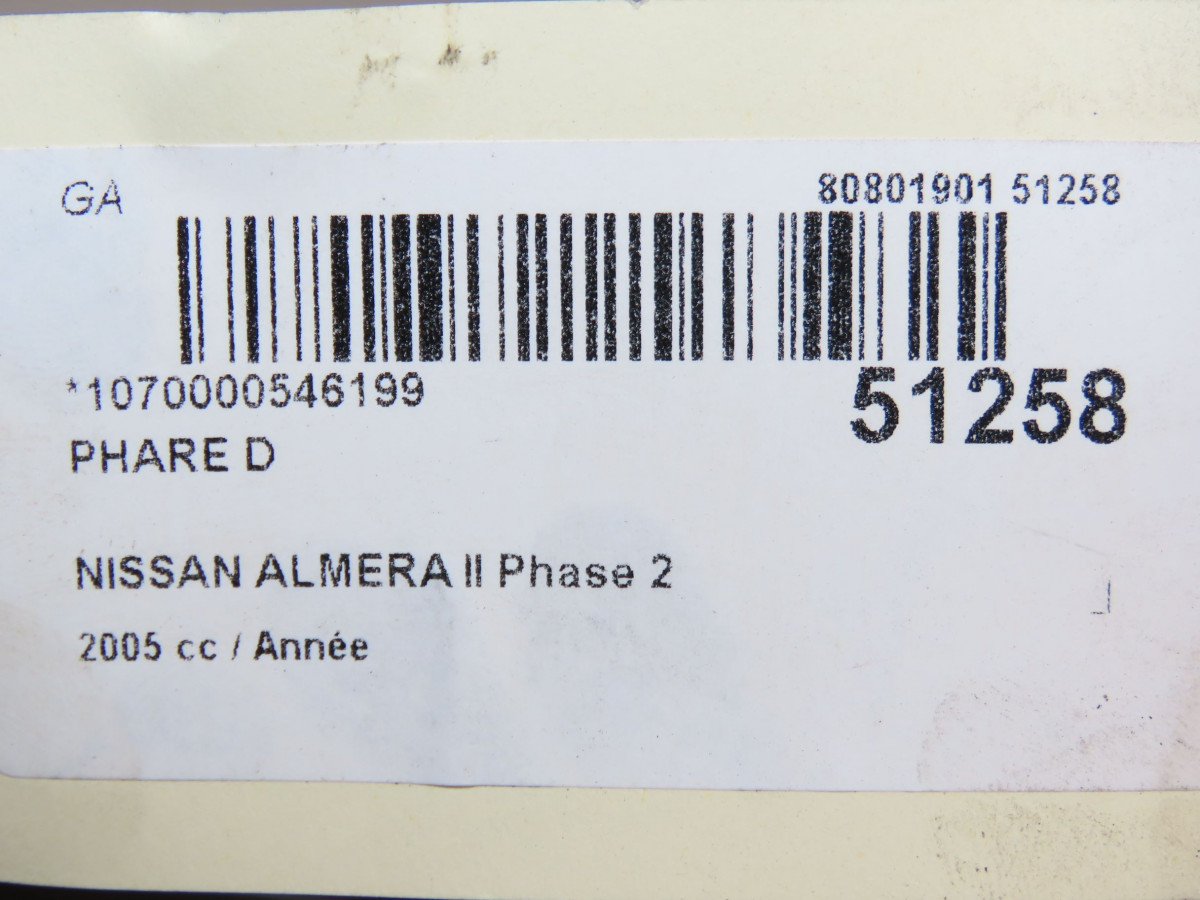 GA
80801901 51258
*1070000546199
51258
PHARE D
NISSAN ALMERA II Phase 2
2005 cc / Année